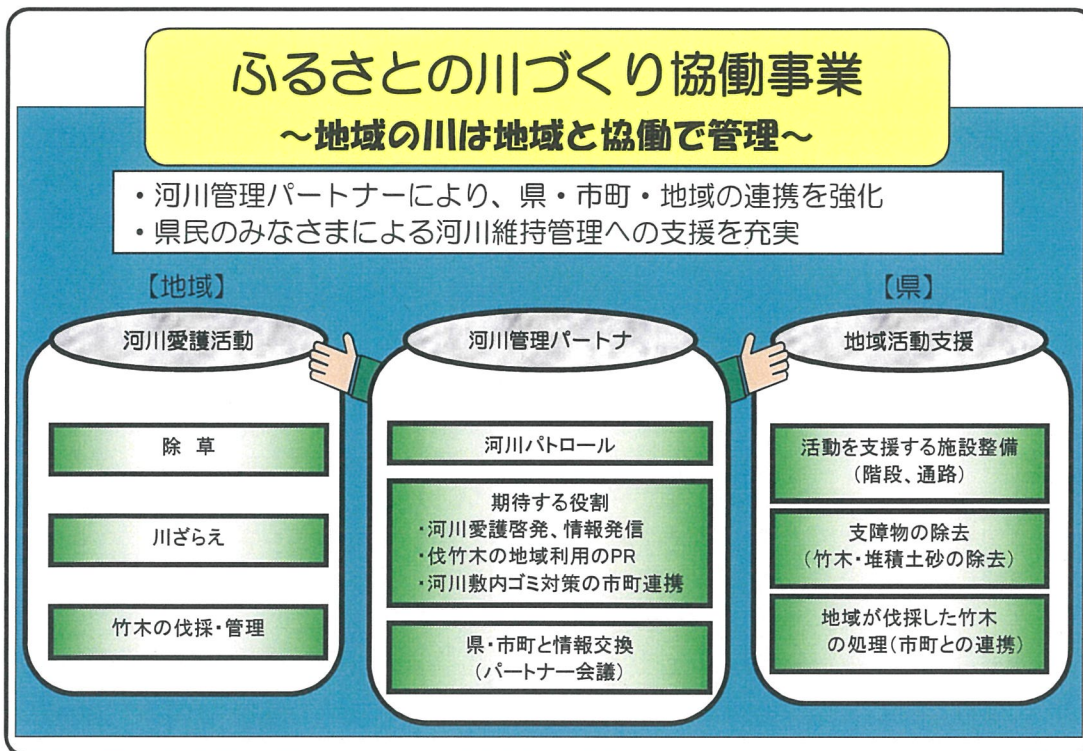 ふるさとの川づくり協働事業
～地域の川は地域と協働で管理～
・河川管理パートナーにより、県・市町・地域の連携を強化
・県民のみなさまによる河川維持管理への支援を充実
【地域】
河川愛護活動
除 草
川ざらえ
竹木の伐採・管理
河川管理パートナ
河川パトロール
期待する役割
・河川愛護啓発、情報発信
・伐竹木の地域利用のPR
・河川敷内ゴミ対策の市町連携
県・市町と情報交換
（パートナー会議）
【県】
地域活動支援
活動を支援する施設整備
（階段、通路）
支障物の除去
（竹木・堆積土砂の除去）
地域が伐採した竹木
の処理（市町との連携）